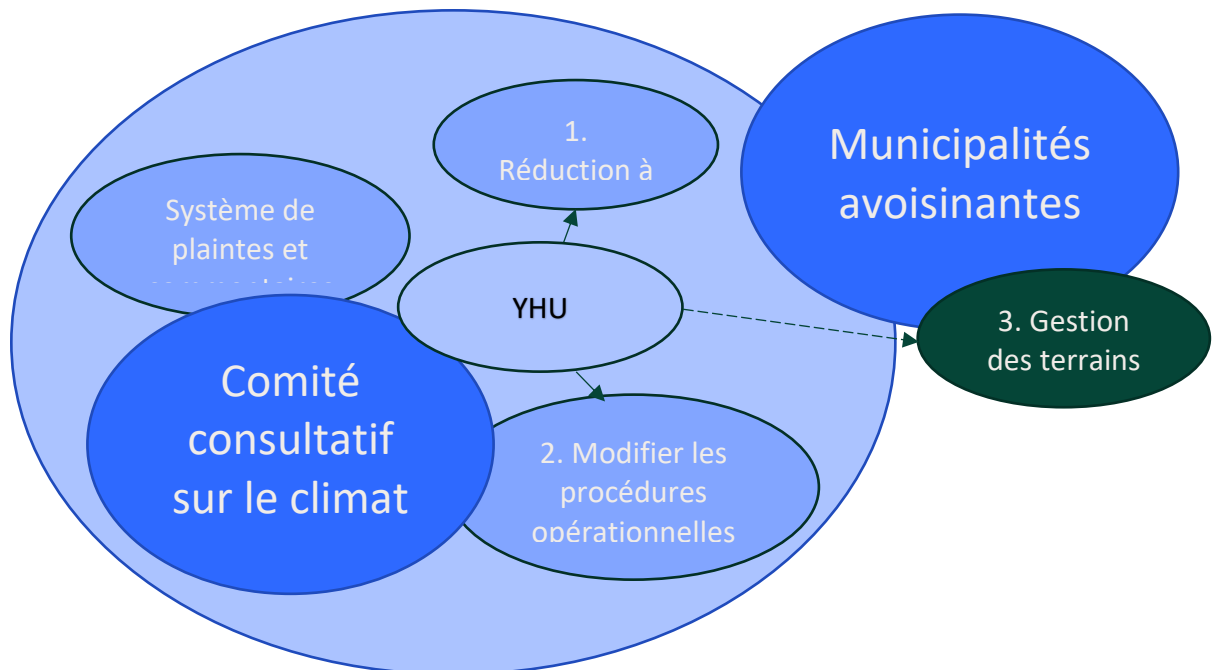 1.
Réduction à
Municipalités
avoisinantes
Système de
plaintes et
YHU
3. Gestion
des terrains
Comité
consultatif
sur le climat
2. Modifier les
procédures
opérationnelles